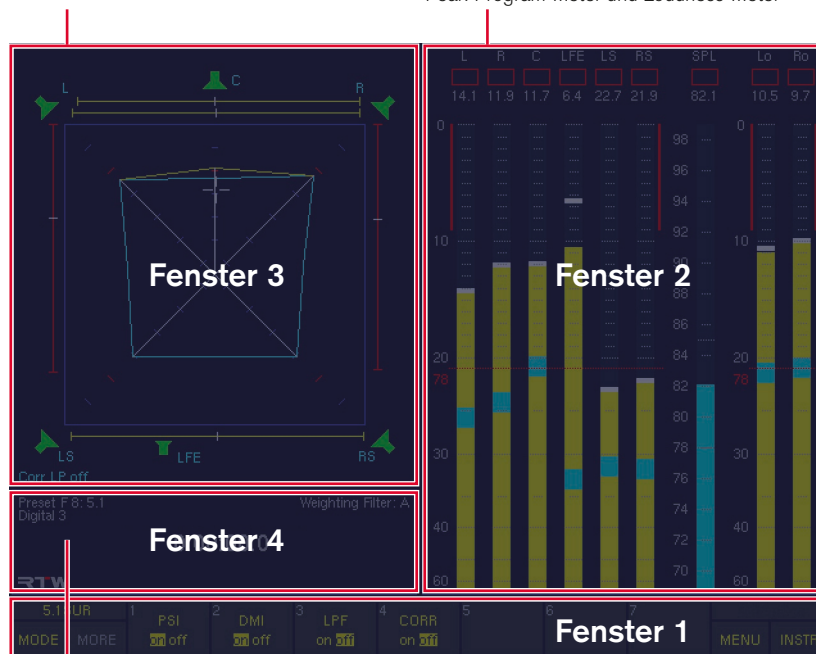 Peak Program Meter und Loudness Meter
L R C LFE LS RS SPL Lo Ro
14.1 11.9 11.7 6.4 22.7 21.9 82.1 10.5 9.7
C
L R
0 0
98
96
94
92
10 10
90
Fenster 3
Fenster 2
88
86
84
20 20
78 78
82
80
LS LFE RS
30 30
78
Corr LP off
76
Preset F 8: 5.1 Weighting Filter: A
Digital 3
74
40 40
Fenster 4
72
70
RTW
60 60
5.1 SUR 1 2 3 4 5 6 7
PSI DMI LPF CORR
Fenster 1
MODE MORE on off on off on off on off MENU INSTR